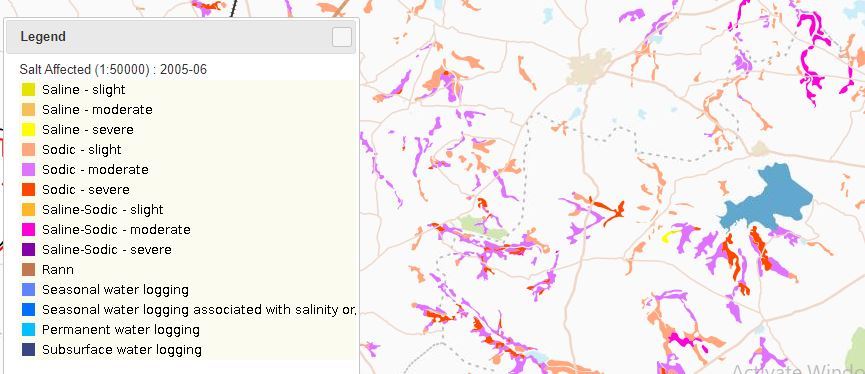 Legend
Salt Affected (1:50000) : 2005-06
Saline - slight
Saline - moderate
Saline - severe
Sodic - slight
Sodic - moderate
Sodic - severe
Saline-Sodic - slight
Saline-Sodic - moderate
Saline-Sodic - severe
Rann
Seasonal water logging
Seasonal water logging associated with salinity or,
Permanent water logging
Subsurface water logging
Activate Windo